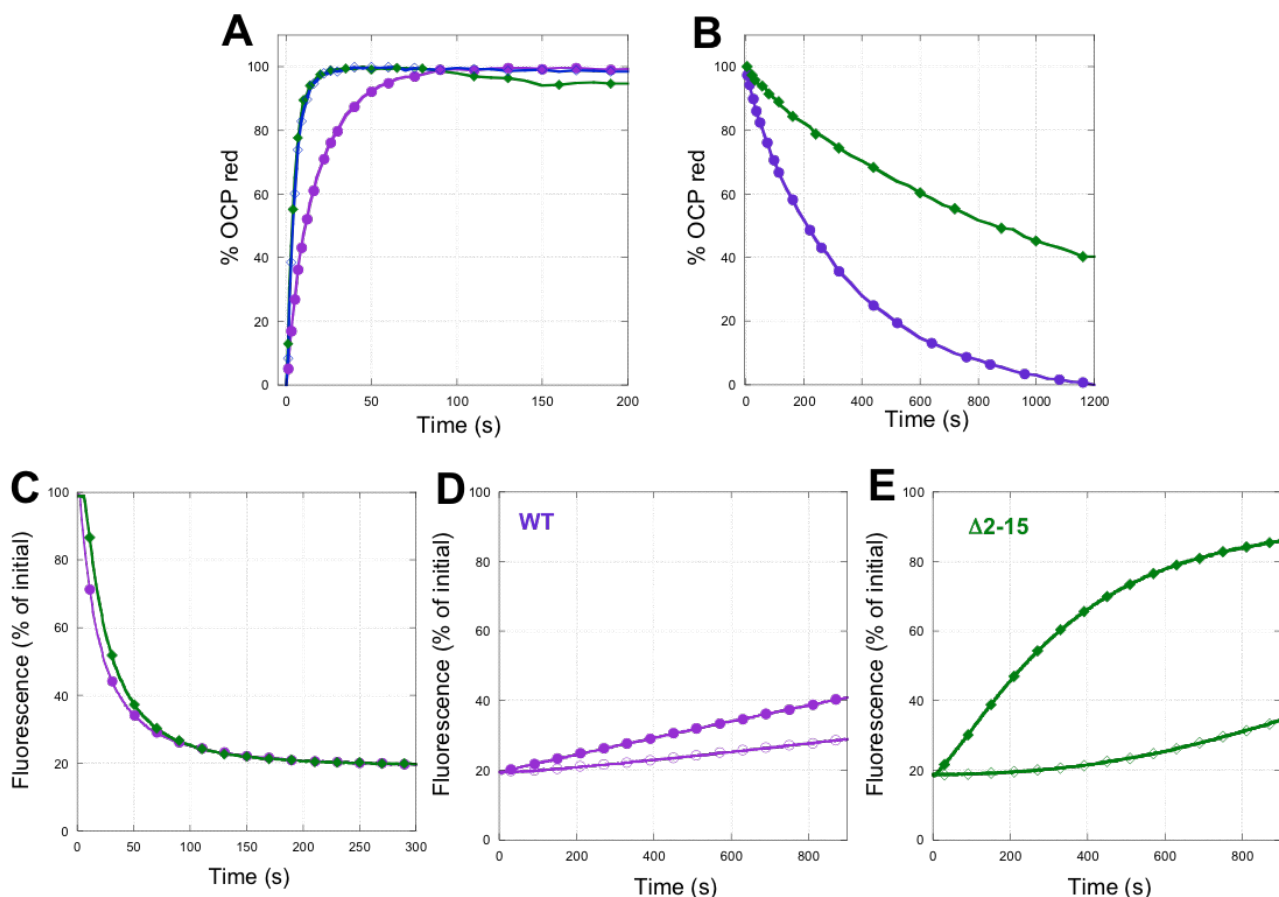 A
% OCP red
100
80
60
40
20
0
0 50 100 150 200
Time (s)
B
% OCP red
100
80
60
40
20
0
0 200 400 600 800 1000 1200
Time (s)
C
Fluorescence (% of initial)
100
80
60
40
20
0
0 50 100 150 200 250 300
Time (s)
D
WT
Fluorescence (% of initial)
100
80
60
40
20
0
0 200 400 600 800
Time (s)
E
Δ2-15
Fluorescence (% of initial)
100
80
60
40
20
0
0 200 400 600 800
Time (s)